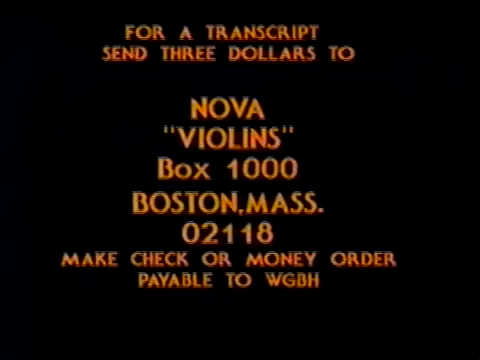 FOR A TRANSCRIPT
SEND THREE DOLLARS TO
NOVA
"VIOLINS"
Box 1000
BOSTON,MASS.
02118
MAKE CHECK OR MONEY ORDER
PAYABLE TO WGBH